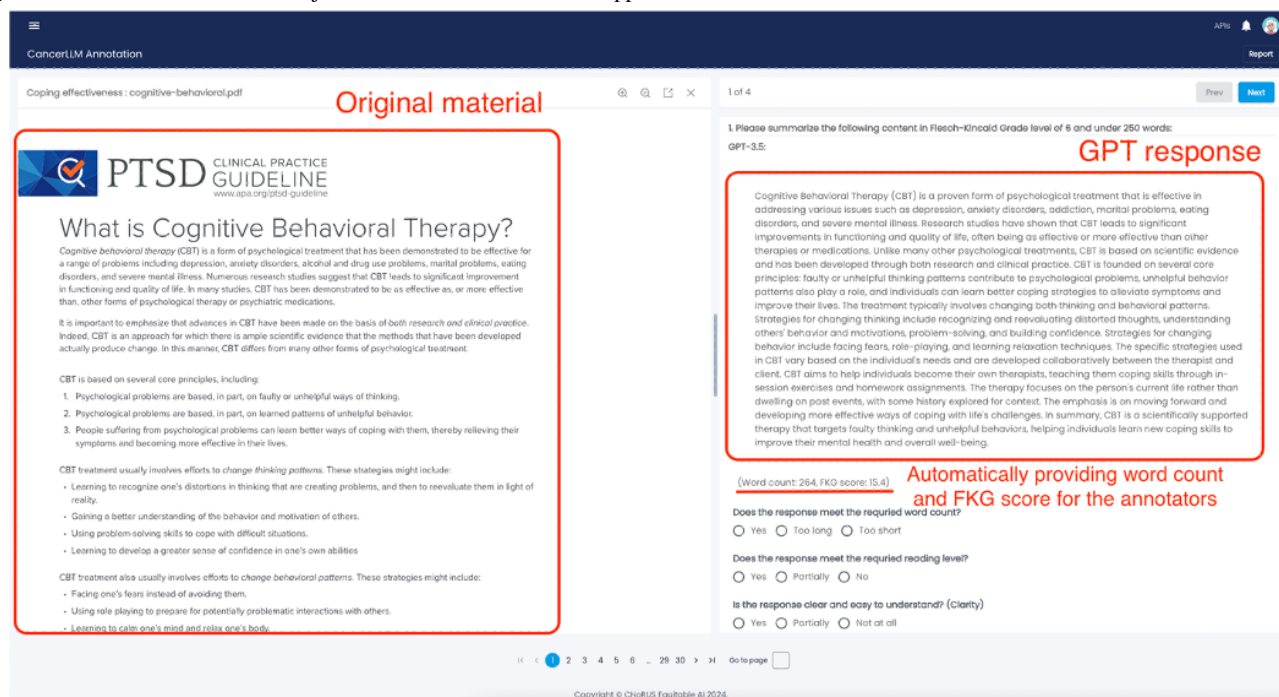 APIs
CancerLLM Annotation
Report
Coping effectiveness : cognitive-behavioral.pdf
Original material
PTSD CLINICAL PRACTICE
GUIDELINE
www.apa.org/ptsd-guideline
What is Cognitive Behavioral Therapy?
Cognitive behavioral therapy (CBT) is a form of psychological treatment that has been demonstrated to be effective for
a range of problems including depression, anxiety disorders, alcohol and drug use problems, marital problems, eating
disorders, and severe mental illness. Numerous research studies suggest that CBT leads to significant improvement
in functioning and quality of life. In many studies, CBT has been demonstrated to be as effective as, or more effective
than, other forms of psychological therapy or psychiatric medications.
It is important to emphasize that advances in CBT have been made on the basis of both research and clinical practice.
Indeed, CBT is an approach for which there is ample scientific evidence that the methods that have been developed
actually produce change. In this manner, CBT differs from many other forms of psychological treatment.
CBT is based on several core principles, including:
1. Psychological problems are based, in part, on faulty or unhelpful ways of thinking.
2. Psychological problems are based, in part, on learned patterns of unhelpful behavior.
3. People suffering from psychological problems can learn better ways of coping with them, thereby relieving their
symptoms and becoming more effective in their lives.
CBT treatment usually involves efforts to change thinking patterns. These strategies might include:
• Learning to recognize one's distortions in thinking that are creating problems, and then to reevaluate them in light of
reality.
• Gaining a better understanding of the behavior and motivation of others.
• Using problem-solving skills to cope with difficult situations.
• Learning to develop a greater sense of confidence in one's own abilities
CBT treatment also usually involves efforts to change behavioral patterns. These strategies might include:
• Facing one's fears instead of avoiding them.
• Using role playing to prepare for potentially problematic interactions with others.
• Learning to calm one's mind and relax one's body.
1 of 4
Prev
Next
1. Please summarize the following content in Flesch-Kincaid Grade level of 6 and under 250 words:
GPT-3.5:
GPT response
Cognitive Behavioral Therapy (CBT) is a proven form of psychological treatment that is effective in
addressing various issues such as depression, anxiety disorders, addiction, marital problems, eating
disorders, and severe mental illness. Research studies have shown that CBT leads to significant
improvements in functioning and quality of life, often being as effective or more effective than other
therapies or medications. Unlike many other psychological treatments, CBT is based on scientific evidence
and has been developed through both research and clinical practice. CBT is founded on several core
principles: faulty or unhelpful thinking patterns contribute to psychological problems, unhelpful behavior
patterns also play a role, and individuals can learn better coping strategies to alleviate symptoms and
improve their lives. The treatment typically involves changing both thinking and behavioral patterns.
Strategies for changing thinking include recognizing and reevaluating distorted thoughts, understanding
others' behavior and motivations, problem-solving, and building confidence. Strategies for changing
behavior include facing fears, role-playing, and learning relaxation techniques. The specific strategies used
in CBT vary based on the individual's needs and are developed collaboratively between the therapist and
client. CBT aims to help individuals become their own therapists, teaching them coping skills through in-
session exercises and homework assignments. The therapy focuses on the person's current life rather than
dwelling on past events, with some history explored for context. The emphasis is on moving forward and
developing more effective ways of coping with life's challenges. In summary, CBT is a scientifically supported
therapy that targets faulty thinking and unhelpful behaviors, helping individuals learn new coping skills to
improve their mental health and overall well-being.
(Word count: 264, FKG score: 15.4)
Automatically providing word count
and FKG score for the annotators
Does the response meet the requried word count?
Yes Too long Too short
Does the response meet the requried reading level?
Yes Partially No
Is the response clear and easy to understand? (Clarity)
Yes Partially Not at all
1 2 3 4 5 6 ... 29 30 Go to page
Copyright © CHoRUS Equitable AI 2024